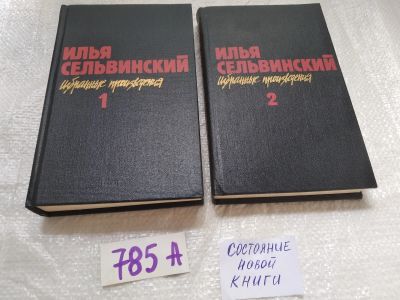 ИЛЬЯ
СЕЛЬВИНСКИЙ
избранные произведения
1
ИЛЬЯ
СЕЛЬВИНСКИЙ
избранные произведения
2
785 А
СОСТОЯНИЕ
НОВОЙ
КНИГИ